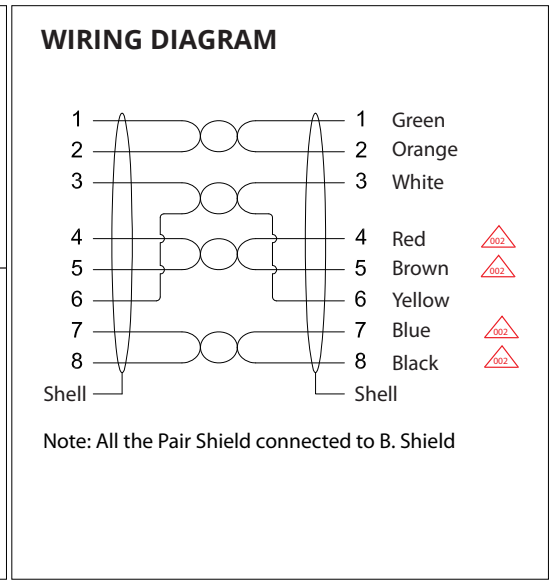 WIRING DIAGRAM
1 1 Green
2 2 Orange
3 3 White
4 4 Red 002
5 5 Brown 002
6 6 Yellow
7 7 Blue 002
8 8 Black 002
Shell Shell
Note: All the Pair Shield connected to B. Shield